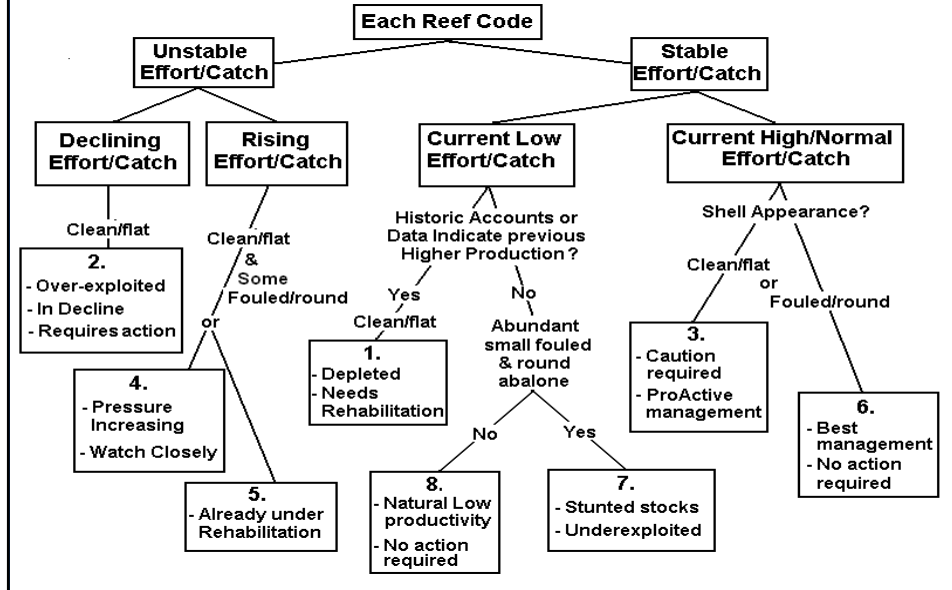 Each Reef Code
Unstable
Effort/Catch
Stable
Effort/Catch
Declining
Effort/Catch
Rising
Effort/Catch
Current Low
Effort/Catch
Current High/Normal
Effort/Catch
Clean/flat
2.
- Over-exploited
- In Decline
- Requires action
Clean/flat
&
Some
Fouled/round
or
4.
- Pressure
Increasing
- Watch Closely
5.
- Already under
Rehabilitation
Historic Accounts or
Data Indicate previous
Higher Production ?
Yes
Clean/flat
1.
- Depleted
- Needs
Rehabilitation
No
Abundant
small fouled
& round
abalone
No
8.
- Natural Low
productivity
- No action
required
Yes
7.
- Stunted stocks
- Underexploited
Shell Appearance?
Clean/flat
or
Fouled/round
3.
- Caution
required
- ProActive
management
6.
- Best
management
- No action
required